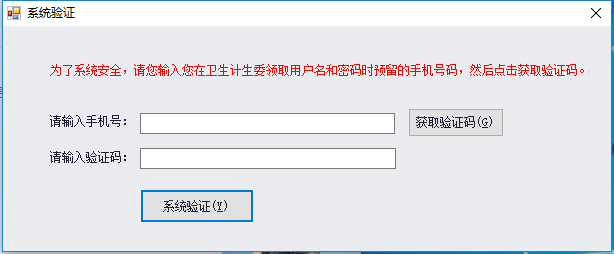 系统验证
为了系统安全，请您输入您在卫生计生委领取用户名和密码时预留的手机号码，然后点击获取验证码。
请输入手机号： 获取验证码(G)
请输入验证码：
系统验证(Y)